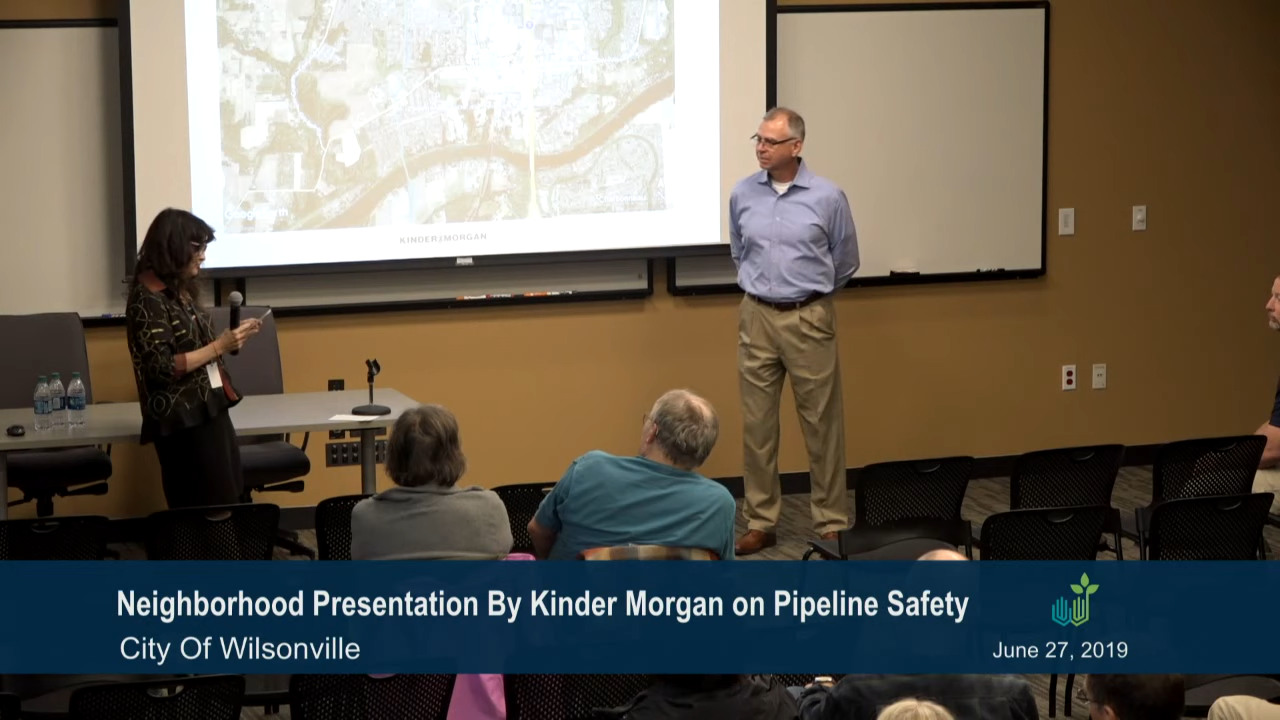 KINDER MORGAN
Neighborhood Presentation By Kinder Morgan on Pipeline Safety
City Of Wilsonville
June 27, 2019